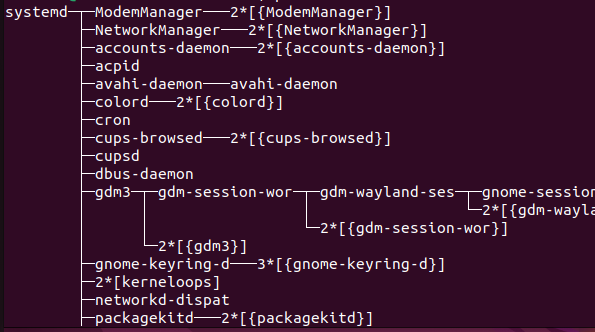 systemd─┬─ModemManager───2*[{ModemManager}]
        ├─NetworkManager───2*[{NetworkManager}]
        ├─accounts-daemon───2*[{accounts-daemon}]
        ├─acpid
        ├─avahi-daemon───avahi-daemon
        ├─colord───2*[{colord}]
        ├─cron
        ├─cups-browsed───2*[{cups-browsed}]
        ├─cupsd
        ├─dbus-daemon
        ├─gdm3─┬─gdm-session-wor─┬─gdm-wayland-ses─┬─gnome-session
        │      │                 │                 └─2*[{gdm-wayla
        │      │                 └─2*[{gdm-session-wor}]
        │      └─2*[{gdm3}]
        ├─gnome-keyring-d───3*[{gnome-keyring-d}]
        ├─2*[kerneloops]
        ├─networkd-dispat
        ├─packagekitd───2*[{packagekitd}]